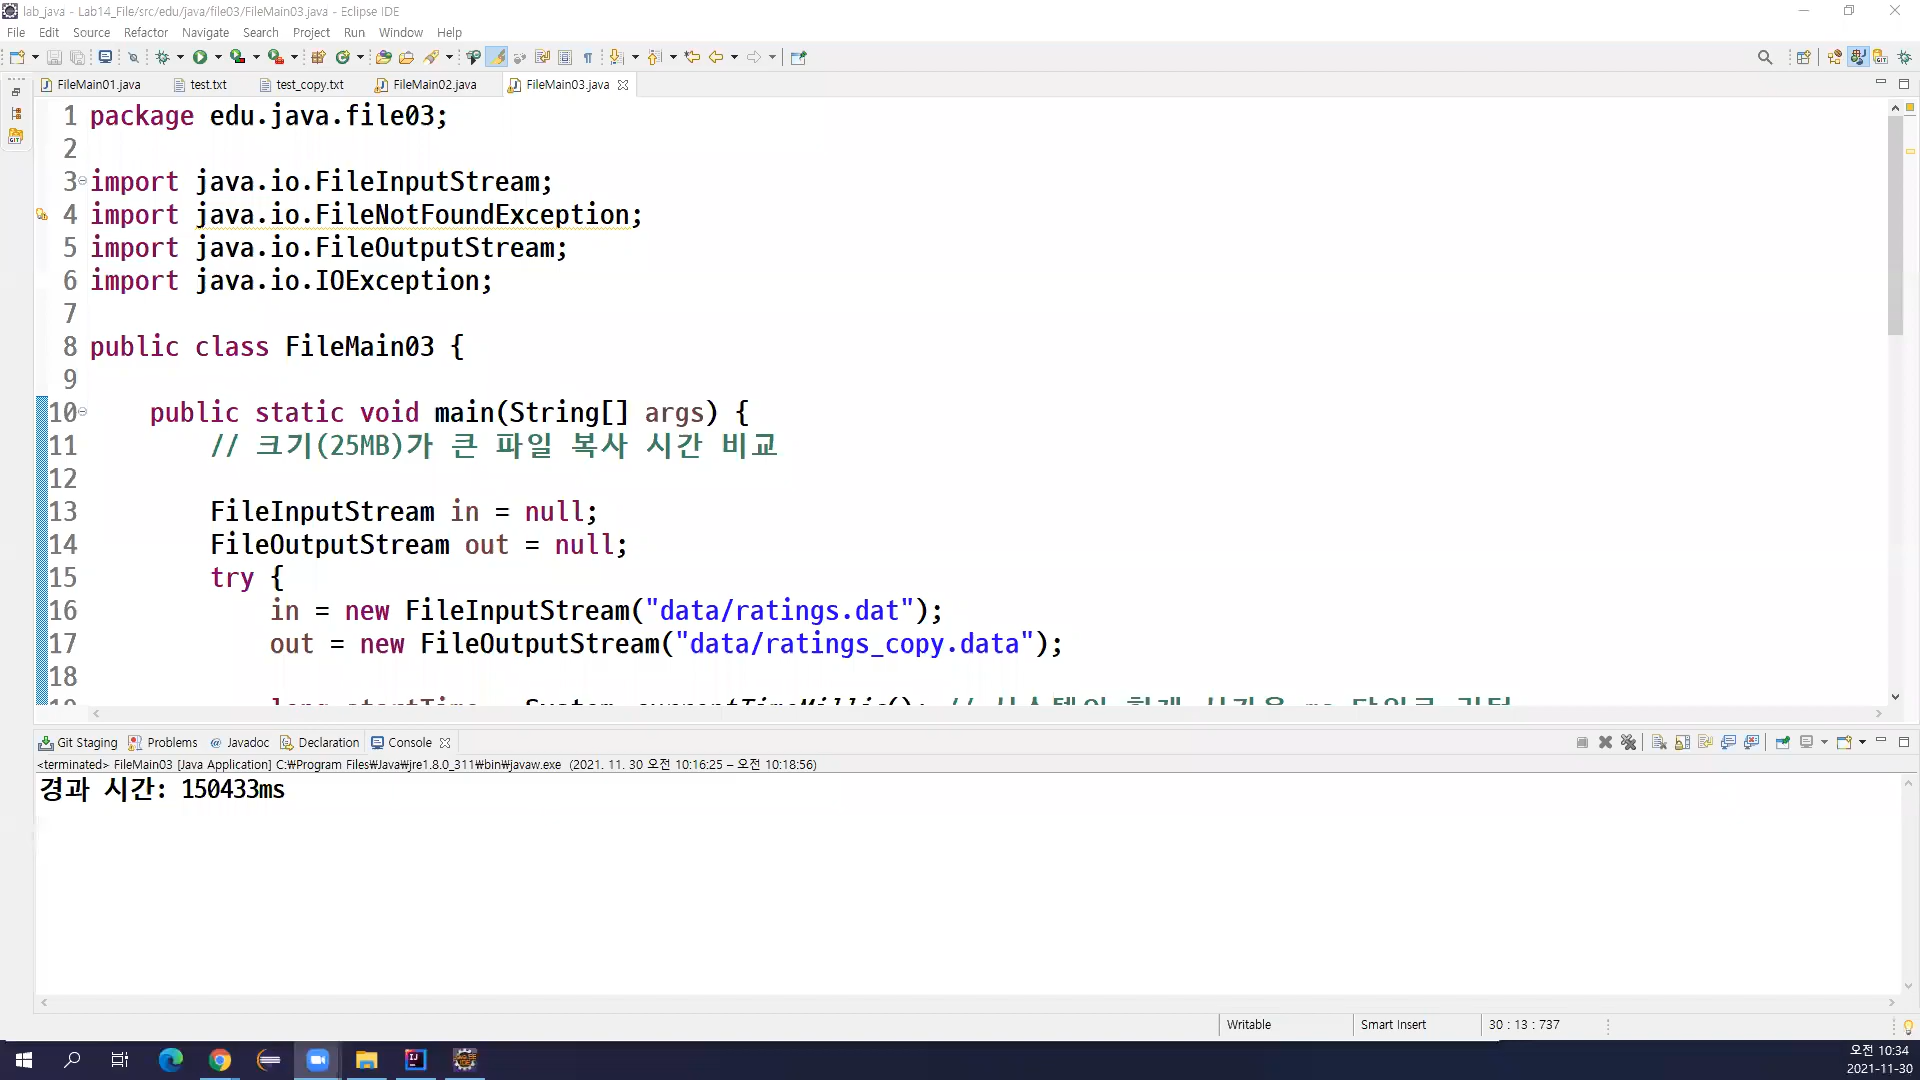 lab_java - Lab14_File/src/edu/java/file03/FileMain03.java - Eclipse IDE
File Edit Source Refactor Navigate Search Project Run Window Help
FileMain01.java test.txt test_copy.txt FileMain02.java FileMain03.java
1 package edu.java.file03;
2
3 import java.io.FileInputStream;
4 import java.io.FileNotFoundException;
5 import java.io.FileOutputStream;
6 import java.io.IOException;
7
8 public class FileMain03 {
9
10 public static void main(String[] args) {
11 // 크기(25MB)가 큰 파일 복사 시간 비교
12
13 FileInputStream in = null;
14 FileOutputStream out = null;
15 try {
16 in = new FileInputStream("data/ratings.dat");
17 out = new FileOutputStream("data/ratings_copy.data");
18
Git Staging Problems Javadoc Declaration Console
<terminated> FileMain03 [Java Application] C:₩Program Files₩Java₩jre1.8.0_311₩bin₩javaw.exe (2021. 11. 30 오전 10:16:25 – 오전 10:18:56)
경과 시간: 150433ms
Writable Smart Insert 30 : 13 : 737
오전 10:34
2021-11-30